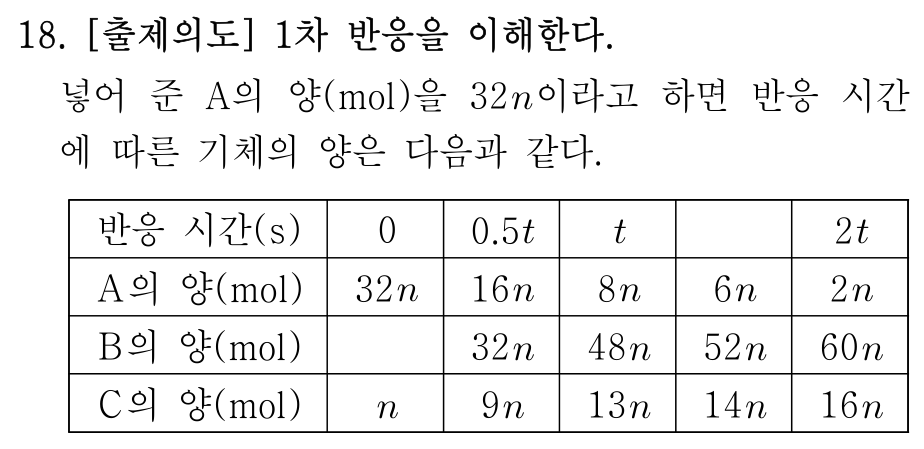 18. [출제의도] 1차 반응을 이해한다.
넣어 준 A의 양(mol)을 32n이라고 하면 반응 시간
에 따른 기체의 양은 다음과 같다.
반응 시간(s) 0 0.5t t 2t
A의 양(mol) 32n 16n 8n 6n 2n
B의 양(mol) 32n 48n 52n 60n
C의 양(mol) n 9n 13n 14n 16n